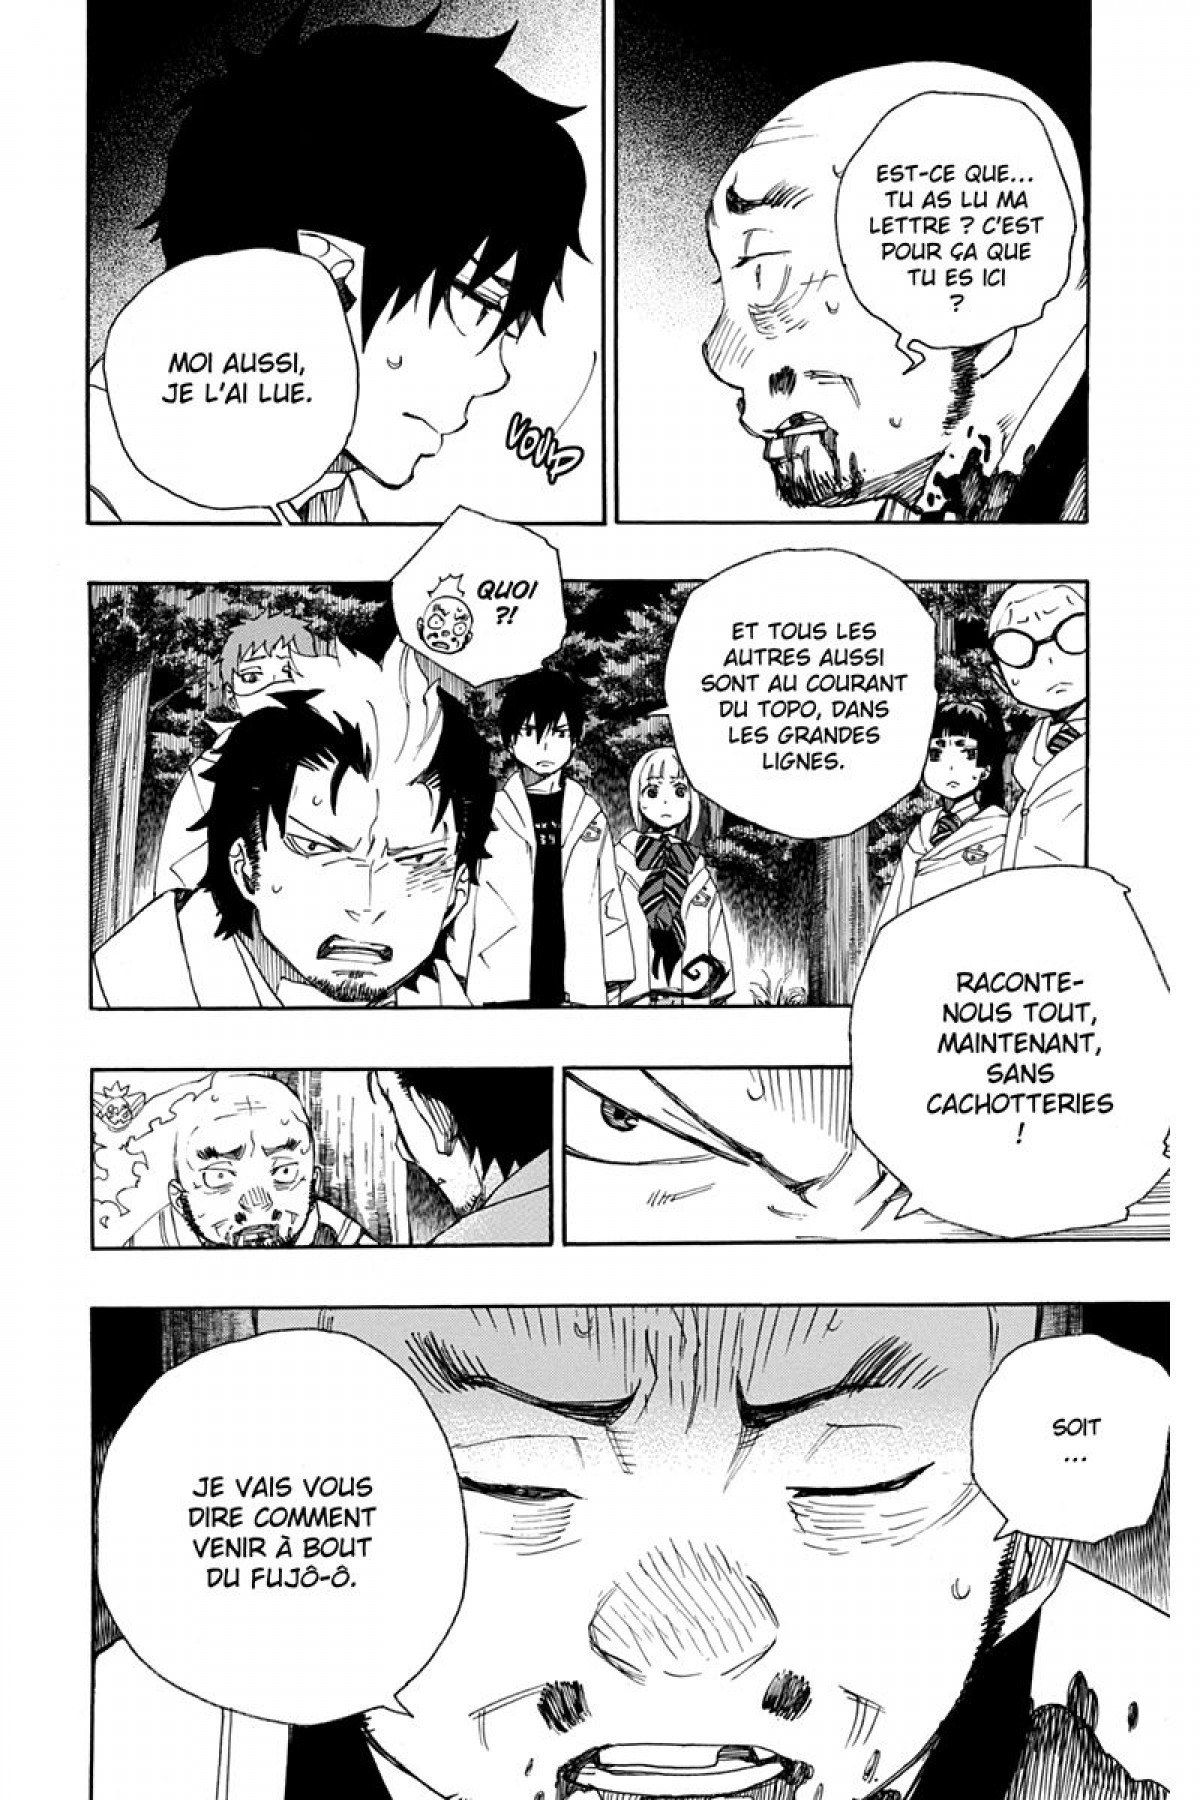 EST-CE QUE...
TU AS LU MA
LETTRE ? C'EST
POUR ÇA QUE
TU ES ICI
?
MOI AUSSI,
JE L'AI LUE.
VOUP
ET TOUS LES
AUTRES AUSSI
SONT AU COURANT
DU TOPO, DANS
LES GRANDES
LIGNES.
QUOI
?!
RACONTE-
NOUS TOUT,
MAINTENANT,
SANS
CACHOTTERIES
!
SOIT
...
JE VAIS VOUS
DIRE COMMENT
VENIR À BOUT
DU FUJÔ-Ô.